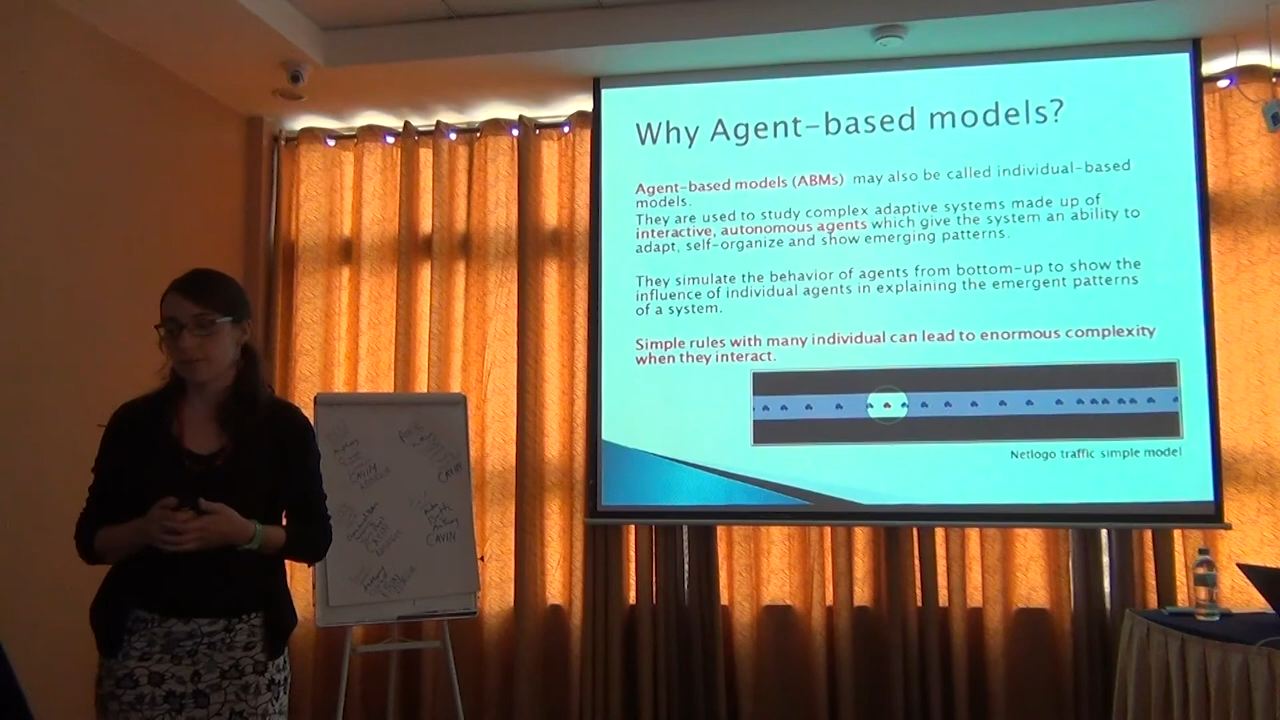 Why Agent-based models?
Agent-based models (ABMs) may also be called individual-based
models.
They are used to study complex adaptive systems made up of
interactive, autonomous agents which give the system an ability to
adapt, self-organize and show emerging patterns.
They simulate the behavior of agents from bottom-up to show the
influence of individual agents in explaining the emergent patterns
of a system.
Simple rules with many individual can lead to enormous complexity
when they interact.
Netlogo traffic simple model
CAVIN
CAVIN